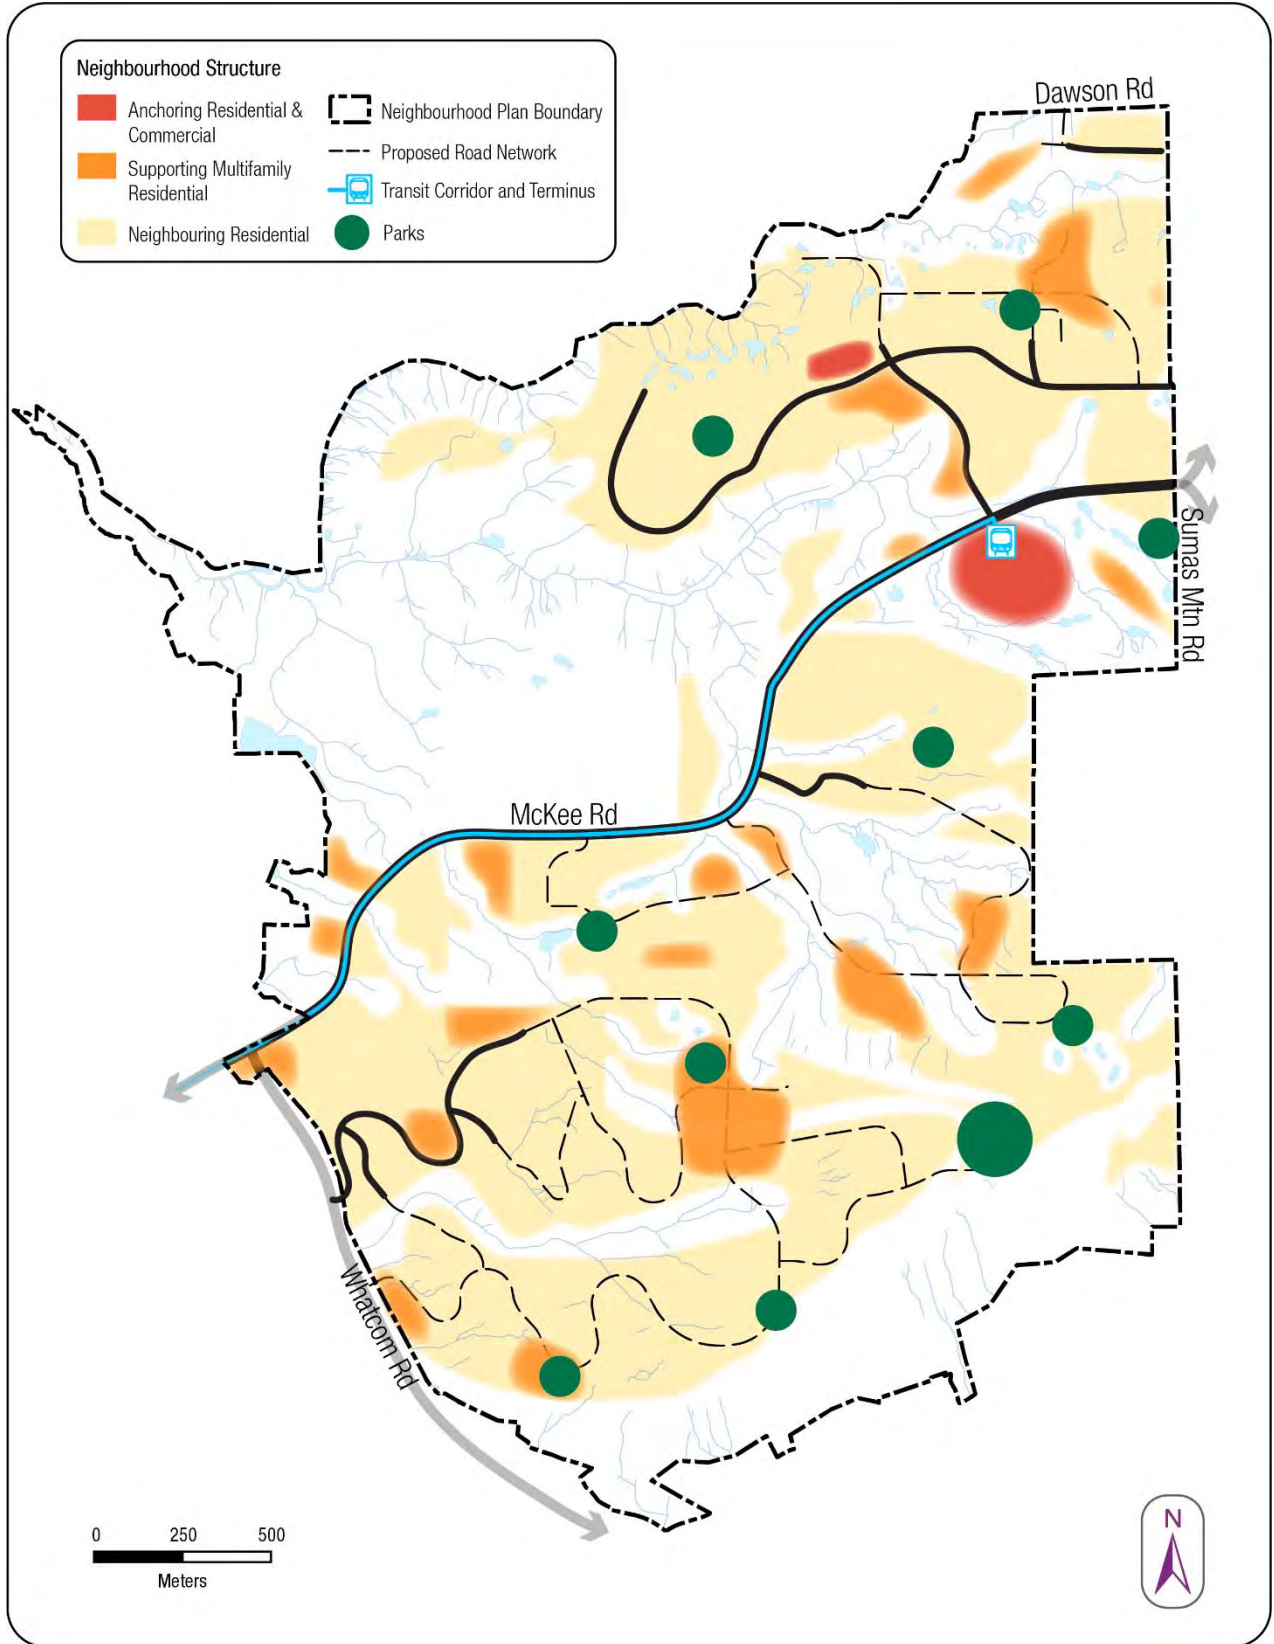 Neighbourhood Structure
Anchoring Residential &
Commercial
Supporting Multifamily
Residential
Neighbouring Residential
Neighbourhood Plan Boundary
Proposed Road Network
Transit Corridor and Terminus
Parks
Dawson Rd
Sumas Mtn Rd
McKee Rd
Whatcom Rd
0 250 500
Meters
N